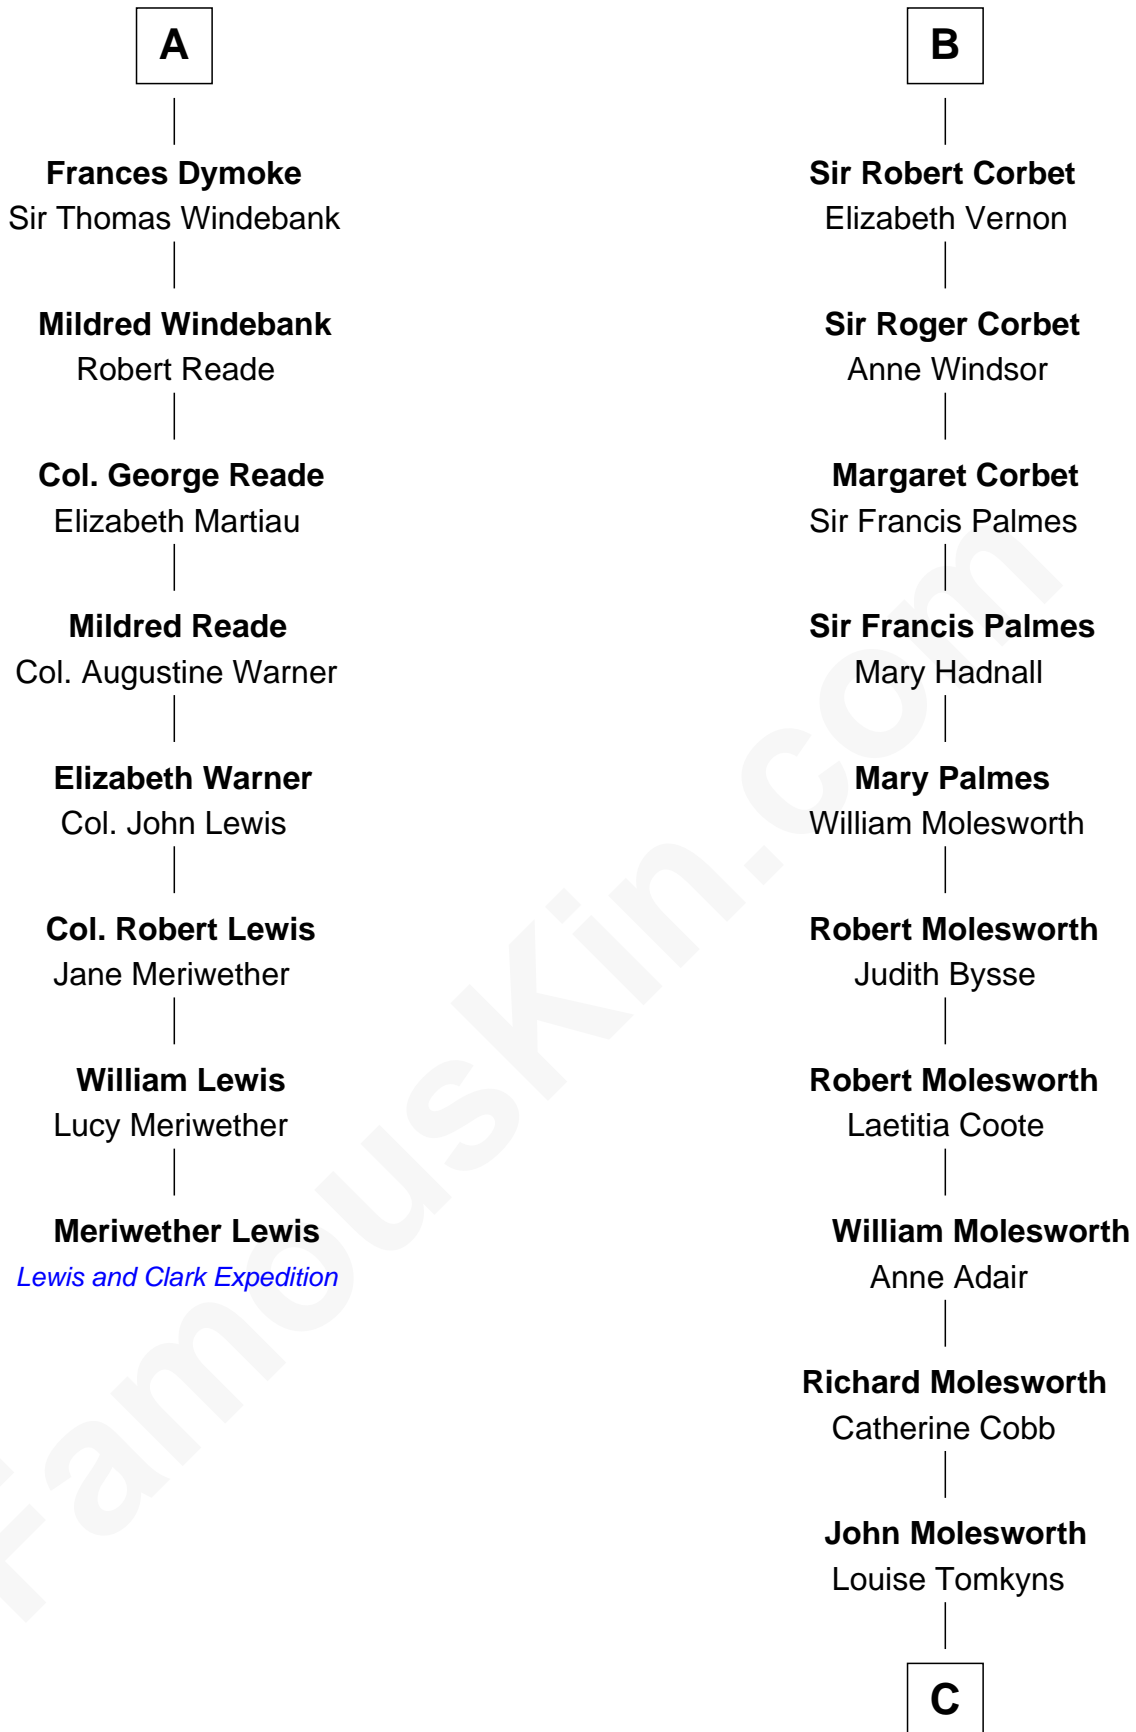 A
Frances Dymoke
Sir Thomas Windebank
Mildred Windebank
Robert Reade
Col. George Reade
Elizabeth Martiau
Mildred Reade
Col. Augustine Warner
Elizabeth Warner
Col. John Lewis
Col. Robert Lewis
Jane Meriwether
William Lewis
Lucy Meriwether
Meriwether Lewis
Lewis and Clark Expedition
B
Sir Robert Corbet
Elizabeth Vernon
Sir Roger Corbet
Anne Windsor
Margaret Corbet
Sir Francis Palmes
Sir Francis Palmes
Mary Hadnall
Mary Palmes
William Molesworth
Robert Molesworth
Judith Bysse
Robert Molesworth
Laetitia Coote
William Molesworth
Anne Adair
Richard Molesworth
Catherine Cobb
John Molesworth
Louise Tomkyns
C
FamousKin.com